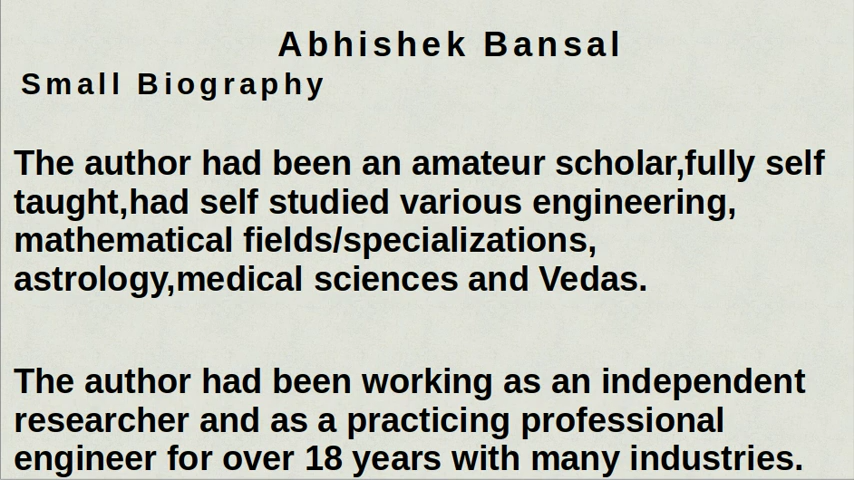 Abhishek Bansal
Small Biography
The author had been an amateur scholar,fully self
taught,had self studied various engineering,
mathematical fields/specializations,
astrology,medical sciences and Vedas.
The author had been working as an independent
researcher and as a practicing professional
engineer for over 18 years with many industries.